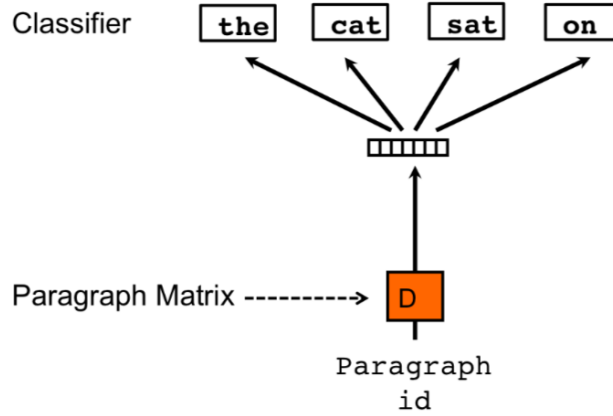 Classifier the cat sat on
Paragraph Matrix D
Paragraph
id